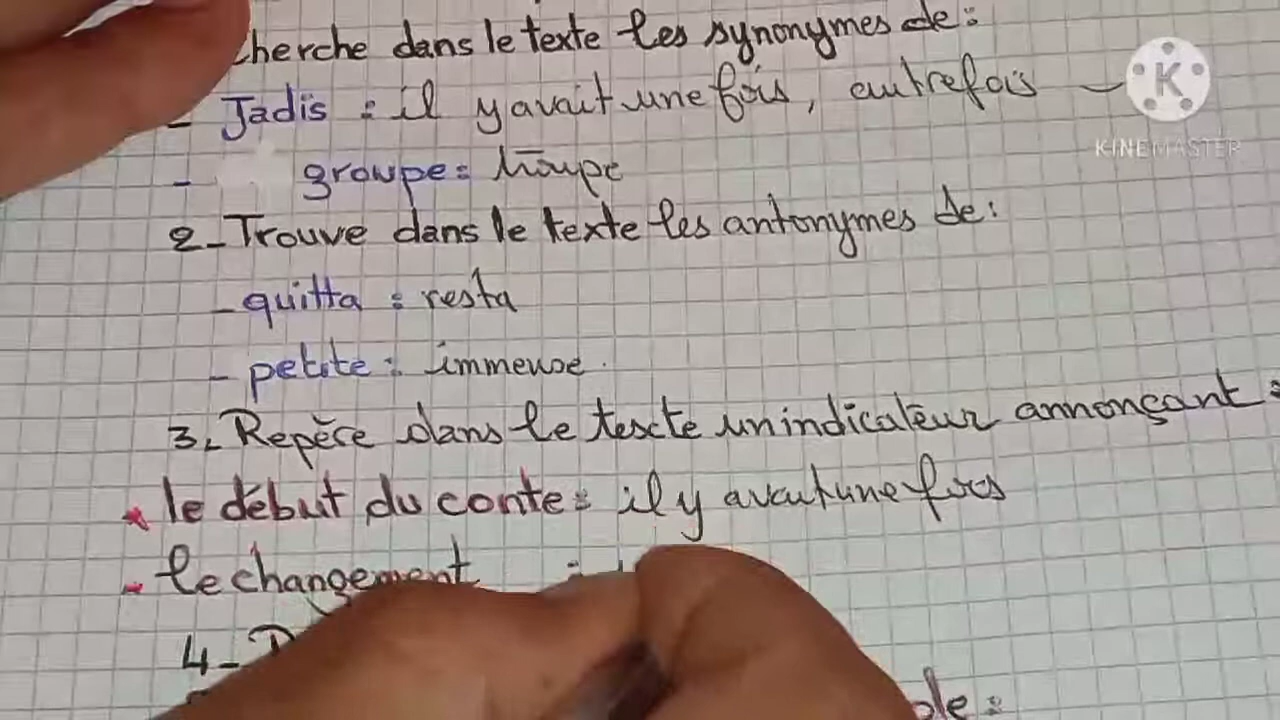 cherche dans le texte les synonymes de :
- Jadis : il y avait une fois, autrefois -
K
KINEMASTER
- groupe : troupe
2 - Trouve dans le texte les antonymes de :
- quitta : resta
- petite : immense.
3. Repère dans le texte un indicateur annonçant :
* le début du conte : il y avait une fois
* le changement :
4 -
de :